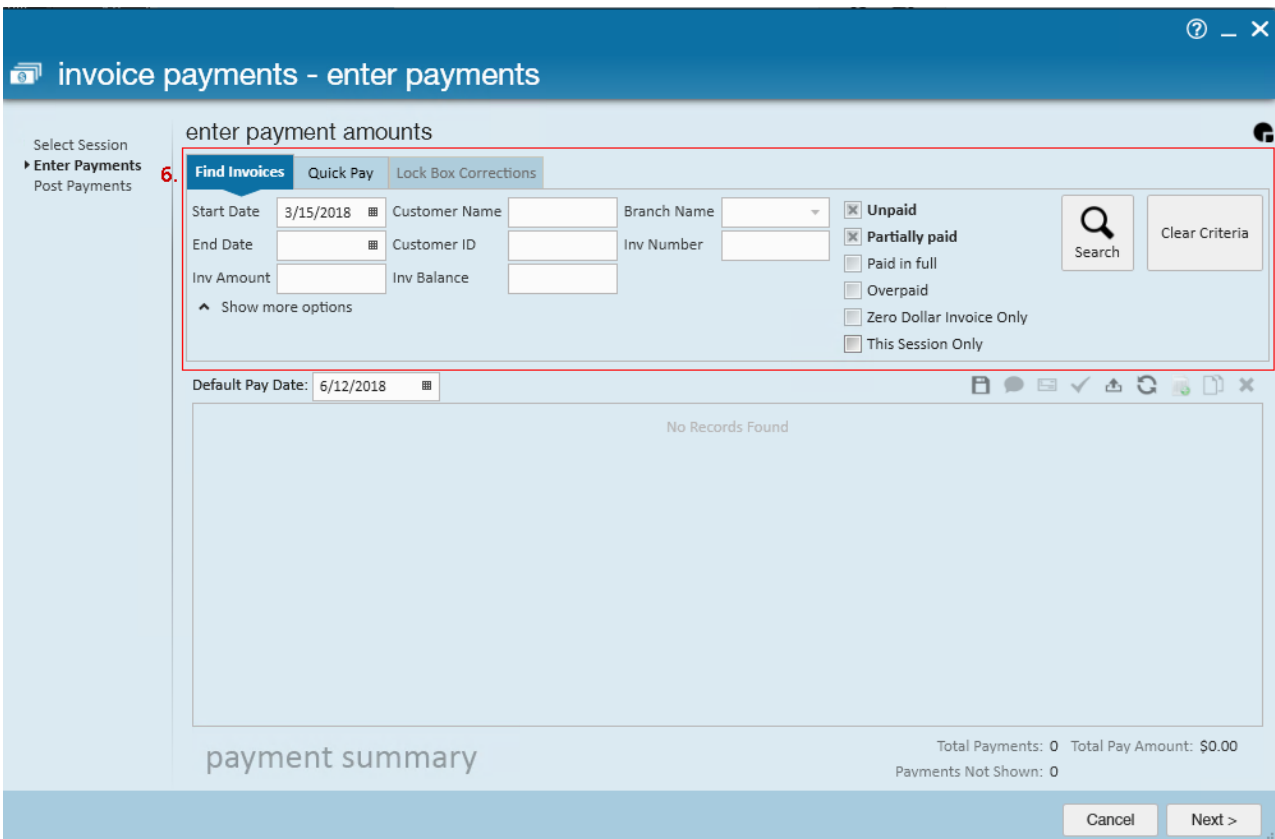 invoice payments - enter payments
Select Session
Enter Payments
Post Payments
enter payment amounts
6.
Find Invoices Quick Pay Lock Box Corrections
Start Date 3/15/2018 Customer Name Branch Name
End Date Customer ID Inv Number
Inv Amount Inv Balance
Show more options
Unpaid
Partially paid
Paid in full
Overpaid
Zero Dollar Invoice Only
This Session Only
Search
Clear Criteria
Default Pay Date: 6/12/2018
No Records Found
payment summary
Total Payments: 0 Total Pay Amount: $0.00
Payments Not Shown: 0
Cancel Next >